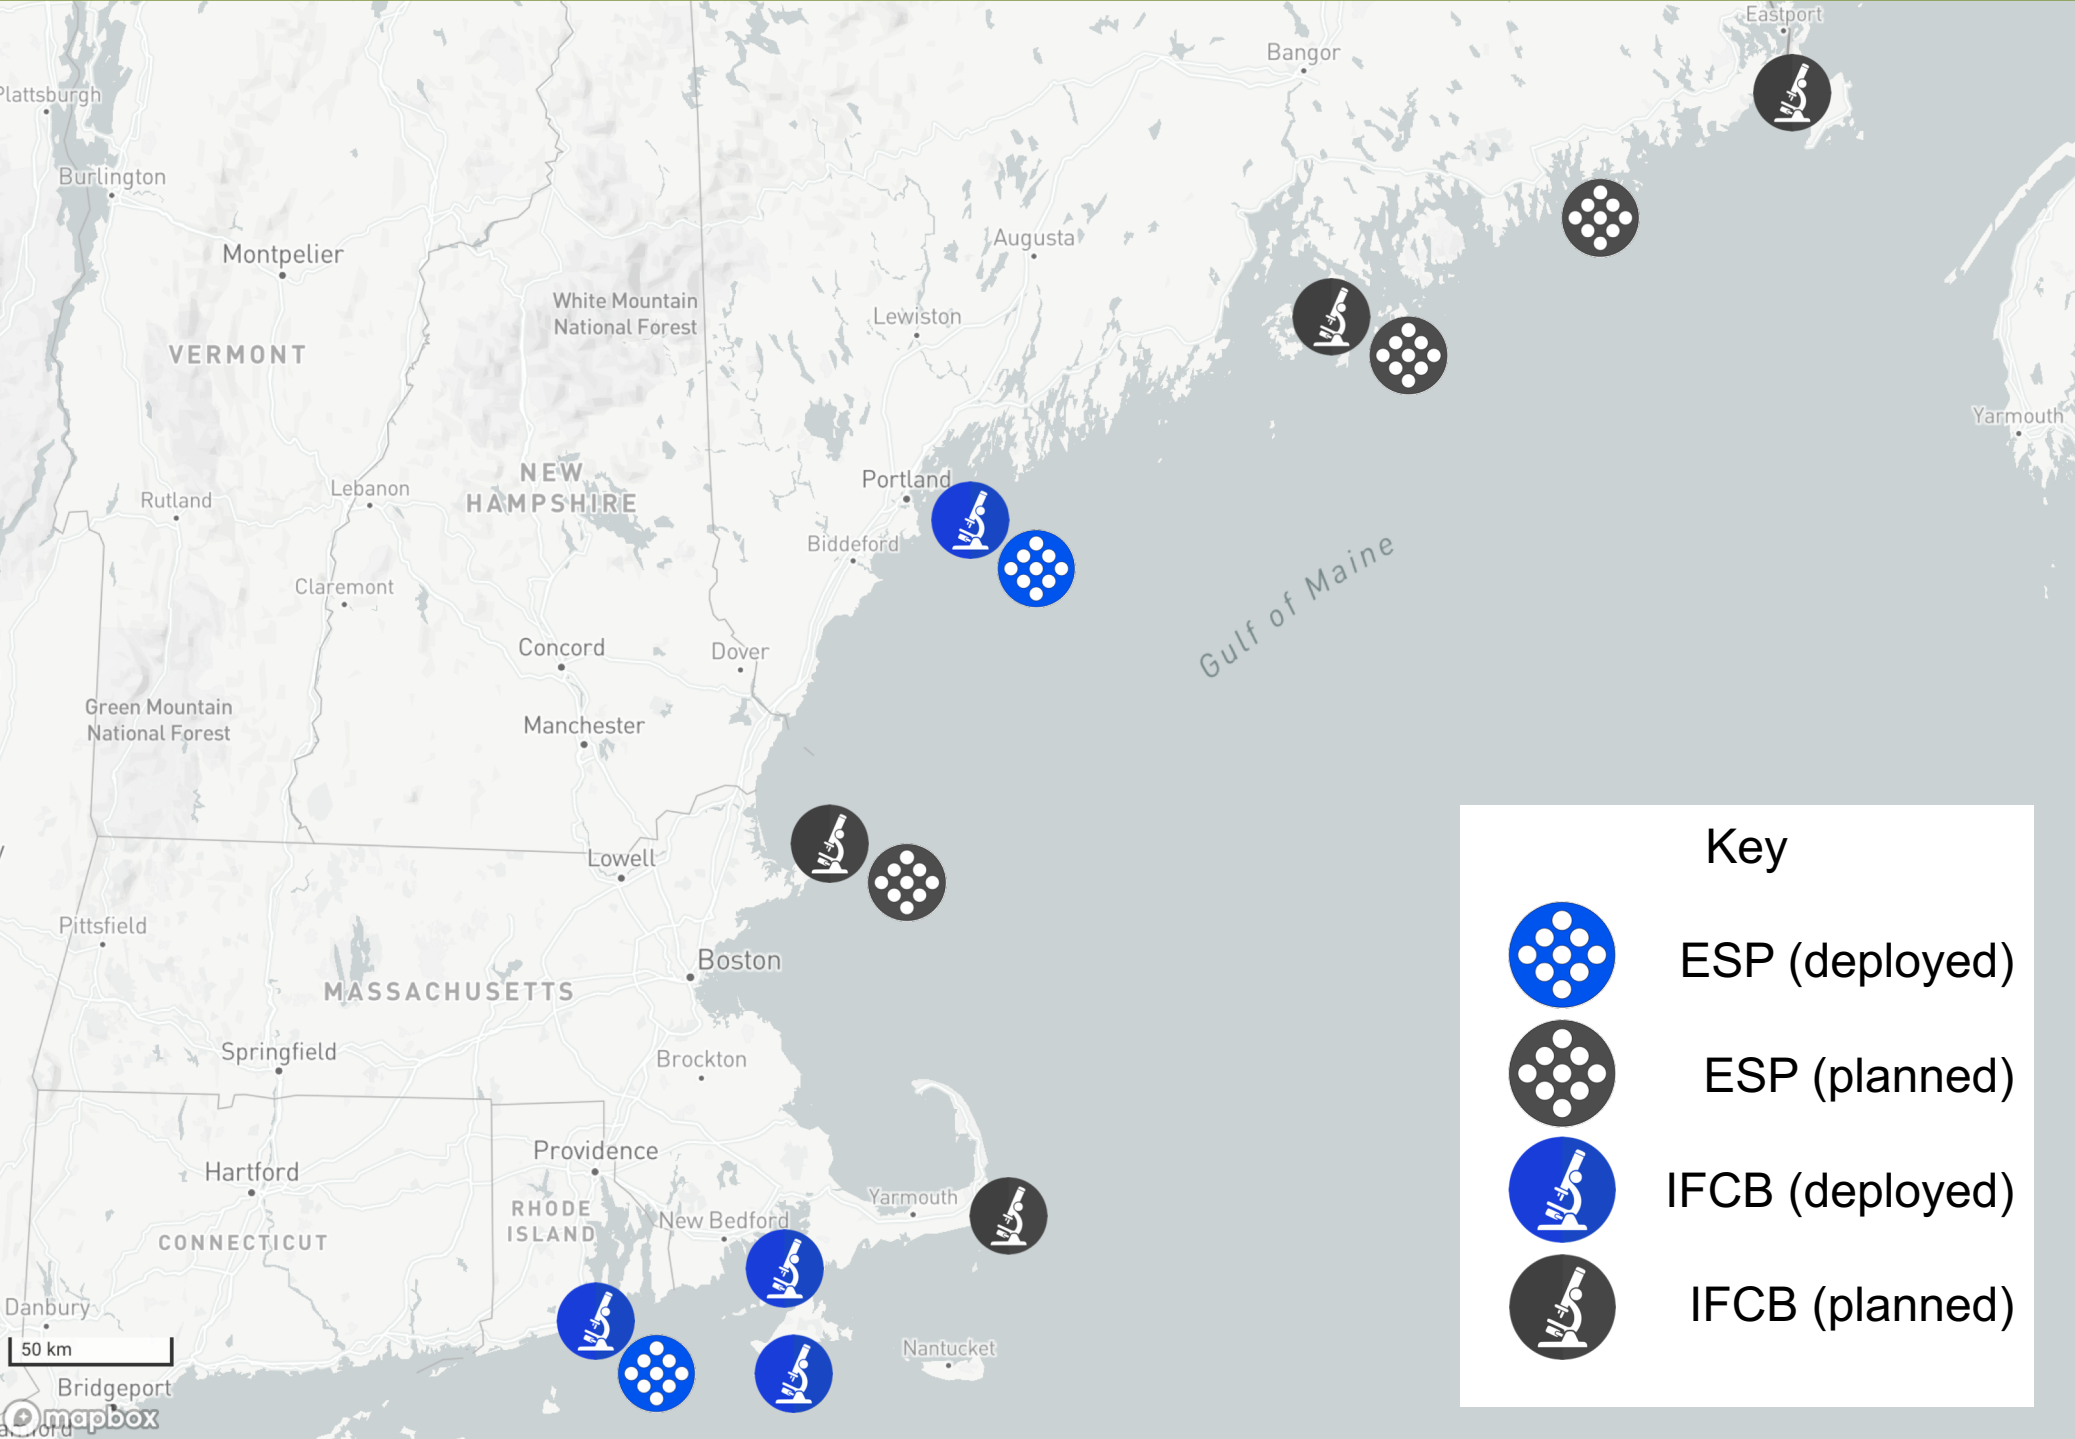 Eastport
Bangor
Plattsburgh
Burlington
Montpelier
Augusta
White Mountain
National Forest
Lewiston
VERMONT
Yarmouth
NEW
HAMPSHIRE
Portland
Rutland
Lebanon
Biddeford
Gulf of Maine
Claremont
Concord
Dover
Green Mountain
National Forest
Manchester
Lowell
Pittsfield
Boston
MASSACHUSETTS
Springfield
Brockton
Providence
Hartford
Yarmouth
RHODE
ISLAND
New Bedford
CONNECTICUT
Danbury
50 km
Nantucket
Bridgeport
mapbox
Key
ESP (deployed)
ESP (planned)
IFCB (deployed)
IFCB (planned)